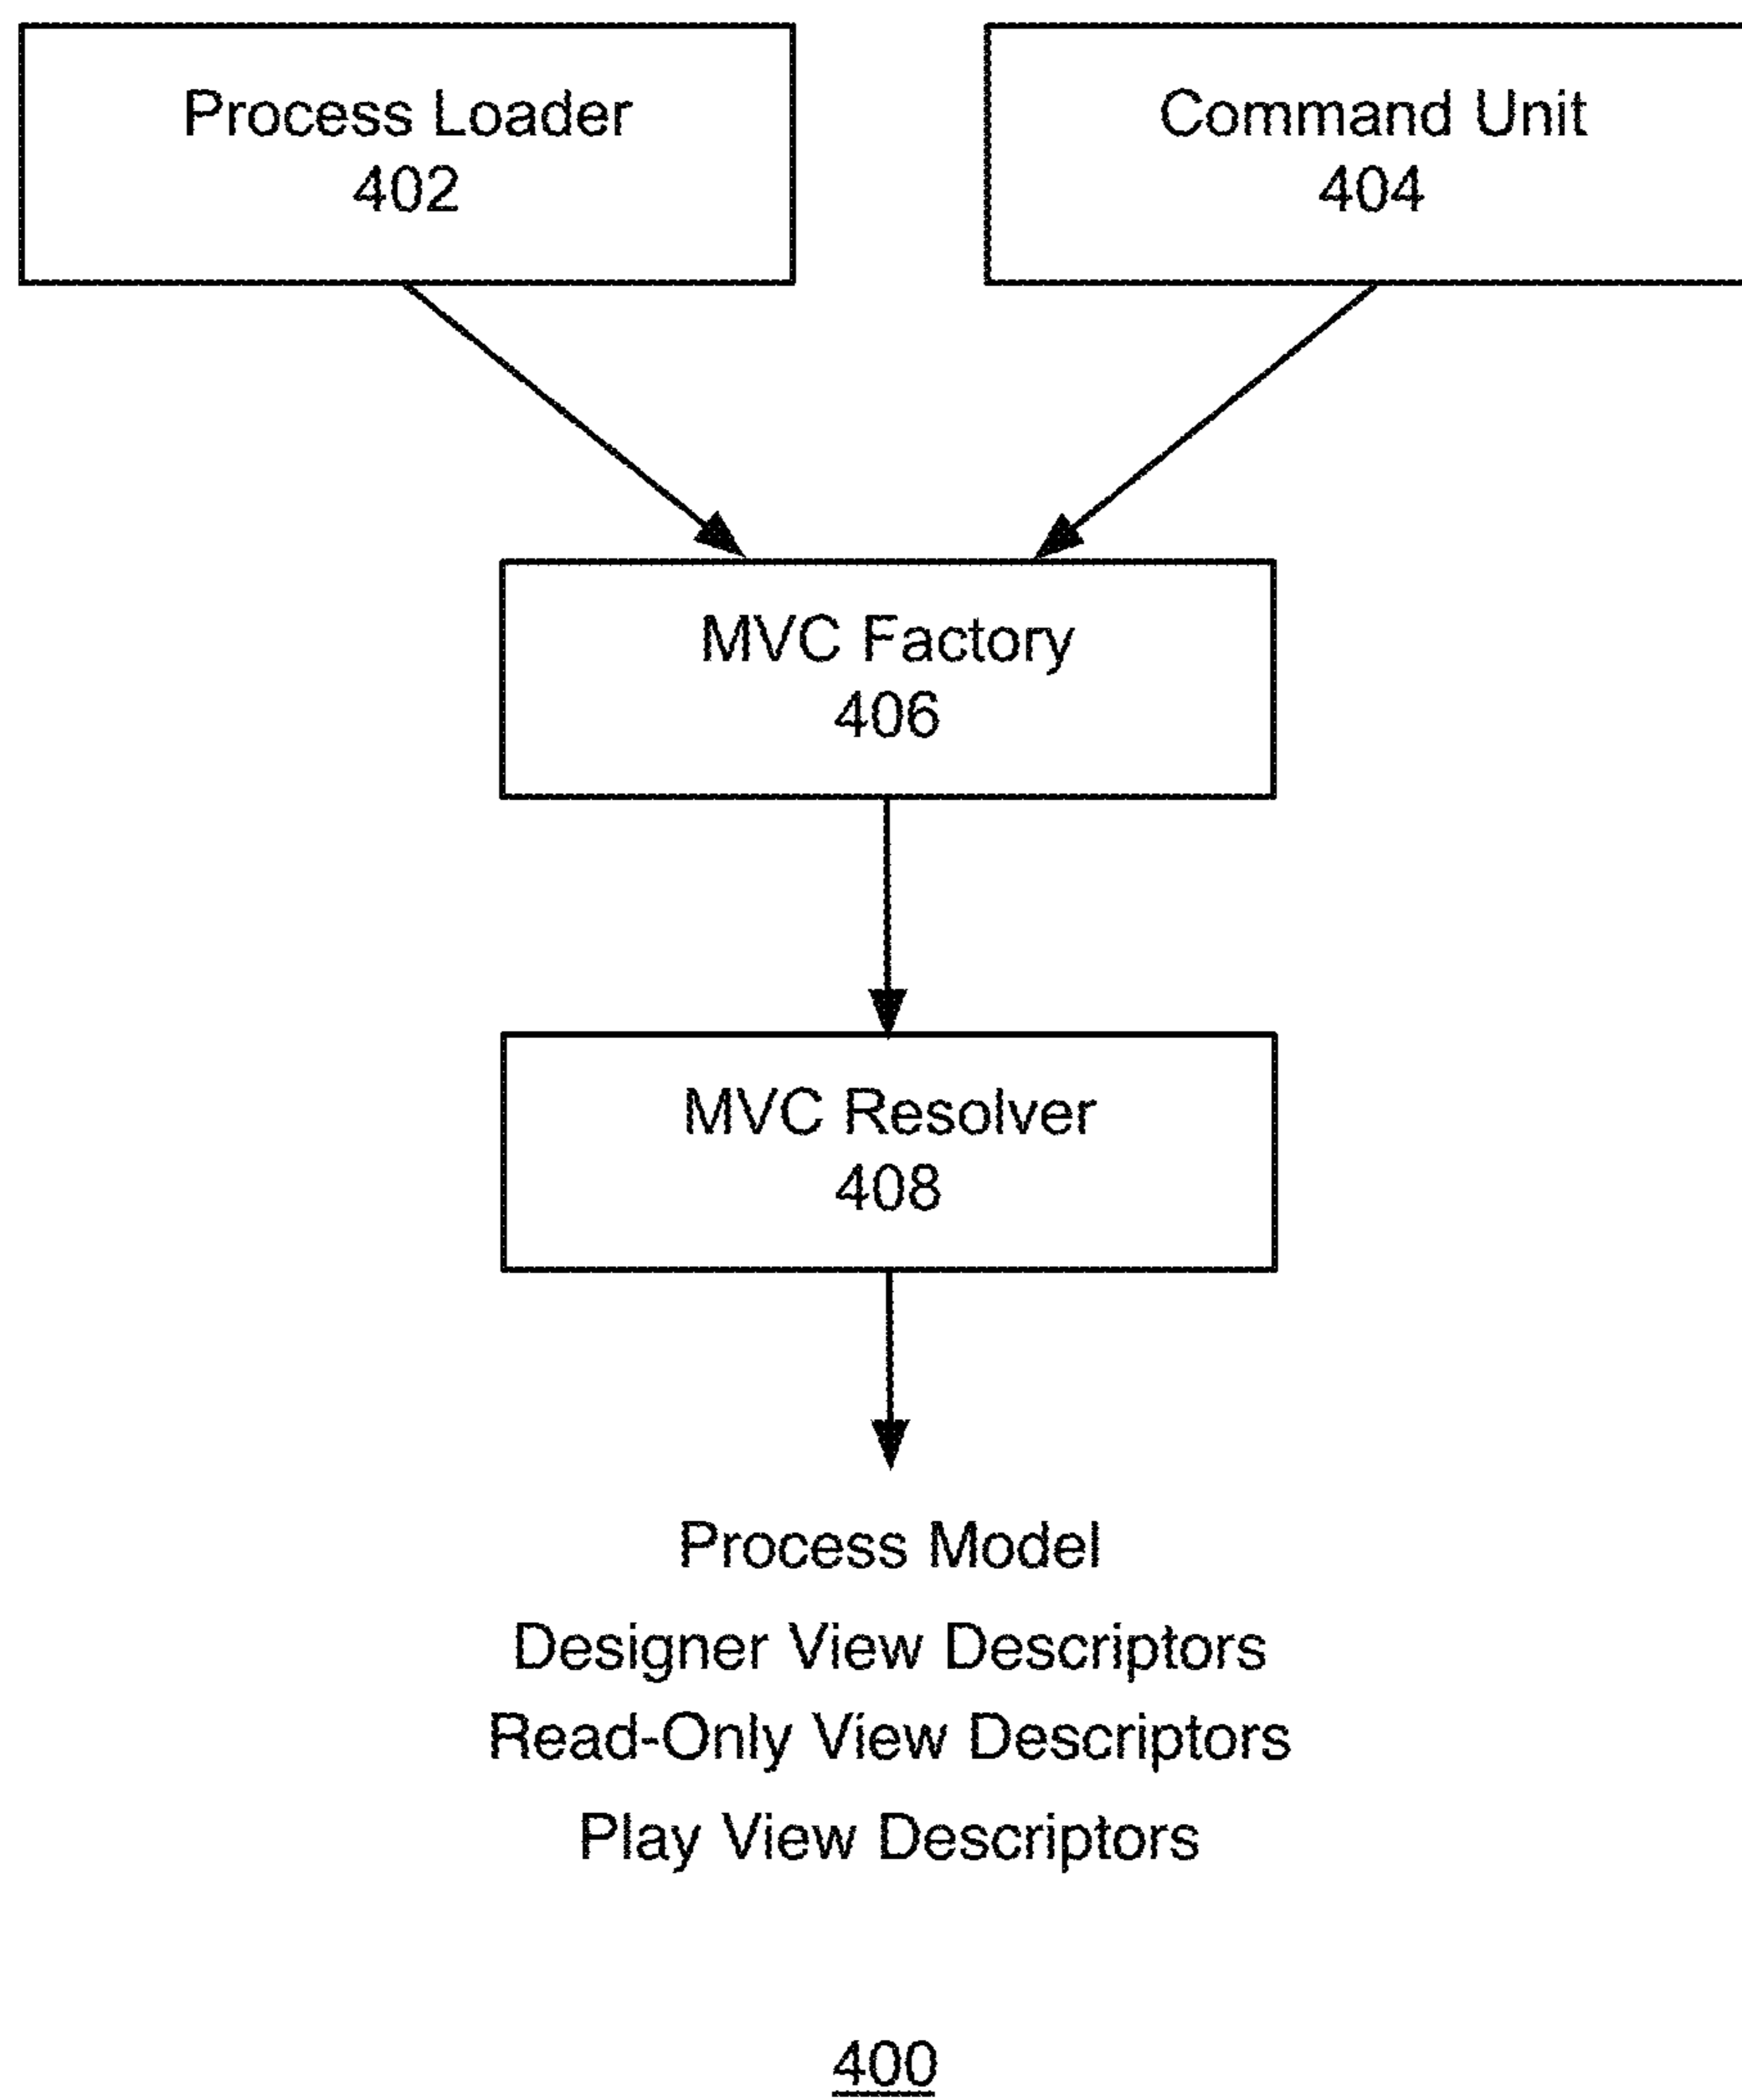 Process Loader
402
Command Unit
404
MVC Factory
406
MVC Resolver
408
Process Model
Designer View Descriptors
Read-Only View Descriptors
Play View Descriptors
400